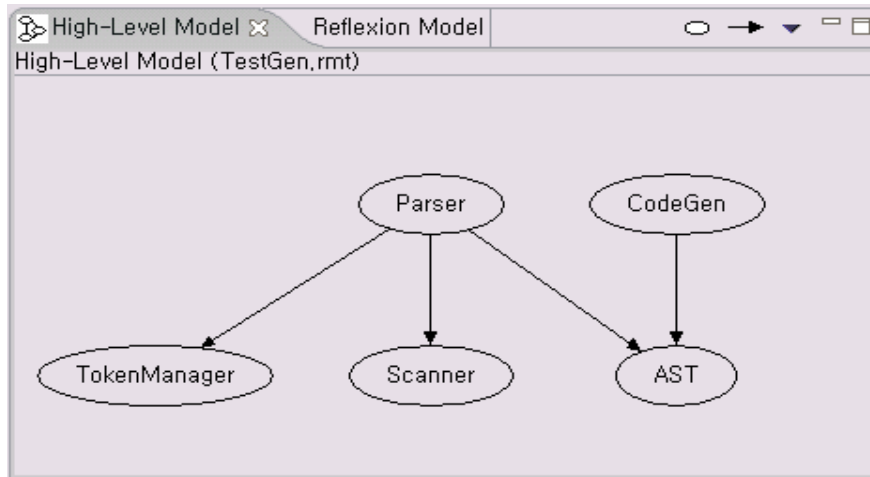 High-Level Model Reflexion Model
High-Level Model (TestGen,rmt)
Parser CodeGen
TokenManager Scanner AST